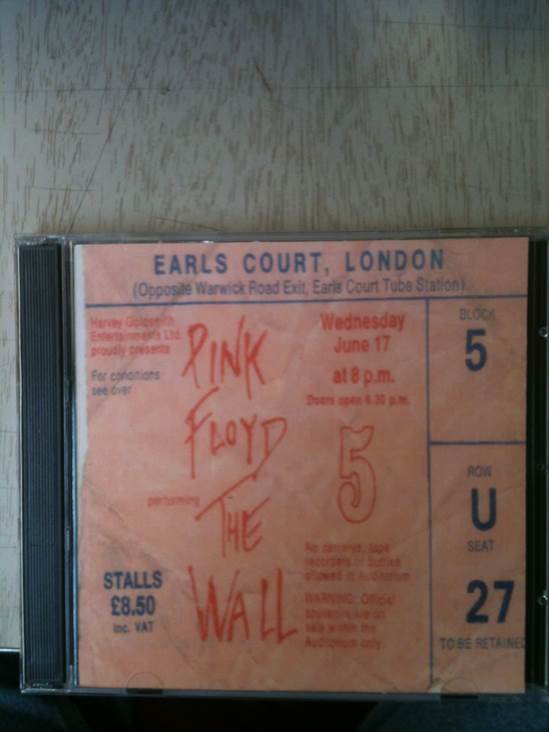 EARLS COURT, LONDON
(Opposite Warwick Road Exit, Earls Court Tube Station)
Harvey Goldsmith
Entertainments Ltd.
proudly presents
For conditions
see over
PINK
FLOYD
performing
THE
WALL
STALLS
£8.50
inc. VAT
Wednesday
June 17
at 8 p.m.
Doors open 6.30 p.m.
5
No cameras, tape
recorders or bottles
allowed in Auditorium
WARNING: Official
souvenirs are on
sale within the
Auditorium only
BLOCK
5
ROW
U
SEAT
27
TO BE RETAINED